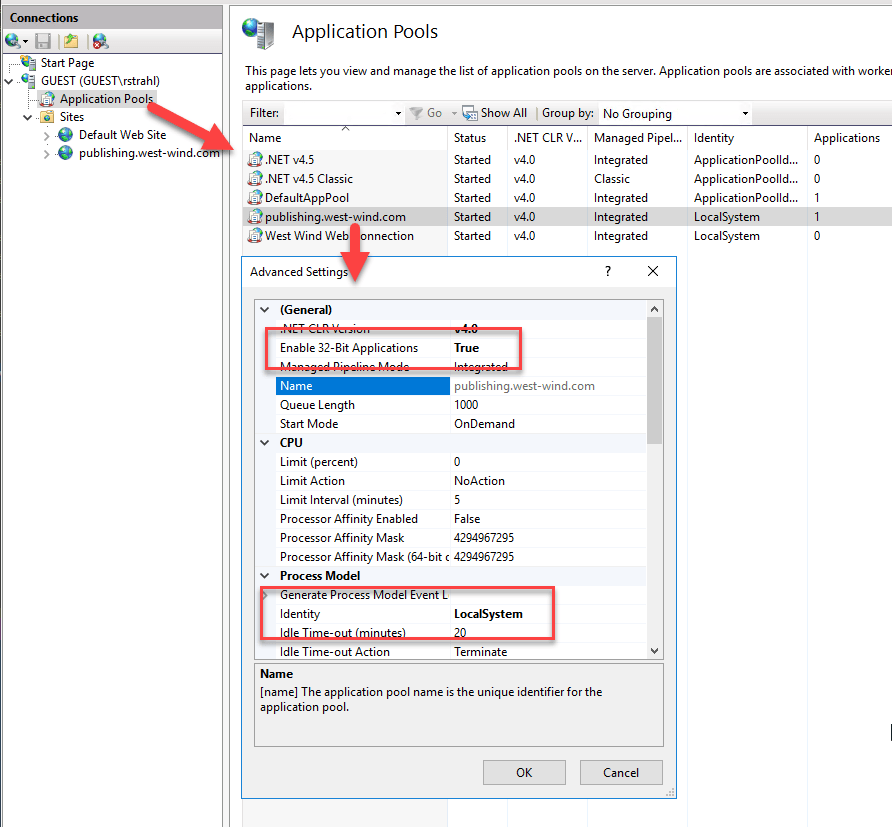 Connections
Start Page
GUEST (GUEST\rstrahl)
Application Pools
Sites
Default Web Site
publishing.west-wind.com
Application Pools
This page lets you view and manage the list of application pools on the server. Application pools are associated with worker
applications.
Filter: Go Show All Group by: No Grouping
Name Status .NET CLR V... Managed Pipel... Identity Applications
.NET v4.5 Started v4.0 Integrated ApplicationPoolId... 0
.NET v4.5 Classic Started v4.0 Classic ApplicationPoolId... 0
DefaultAppPool Started v4.0 Integrated ApplicationPoolId... 1
publishing.west-wind.com Started v4.0 Integrated LocalSystem 1
West Wind Web Connection Started v4.0 Integrated LocalSystem 0
Advanced Settings ?
(General)
.NET CLR Version v4.0
Enable 32-Bit Applications True
Managed Pipeline Mode Integrated
Name publishing.west-wind.com
Queue Length 1000
Start Mode OnDemand
CPU
Limit (percent) 0
Limit Action NoAction
Limit Interval (minutes) 5
Processor Affinity Enabled False
Processor Affinity Mask 4294967295
Processor Affinity Mask (64-bit c 4294967295
Process Model
Generate Process Model Event L
Identity LocalSystem
Idle Time-out (minutes) 20
Idle Time-out Action Terminate
Name
[name] The application pool name is the unique identifier for the
application pool.
OK Cancel